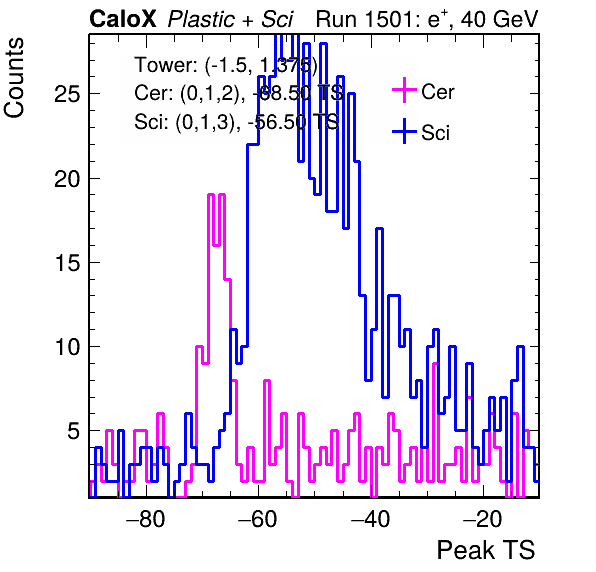 CaloX Plastic + Sci Run 1501: e+, 40 GeV
Counts
Tower: (-1.5, 1.375)
Cer: (0,1,2), -68.50 TS
Sci: (0,1,3), -56.50 TS
Cer
Sci
25
20
15
10
5
−80 −60 −40 −20
Peak TS